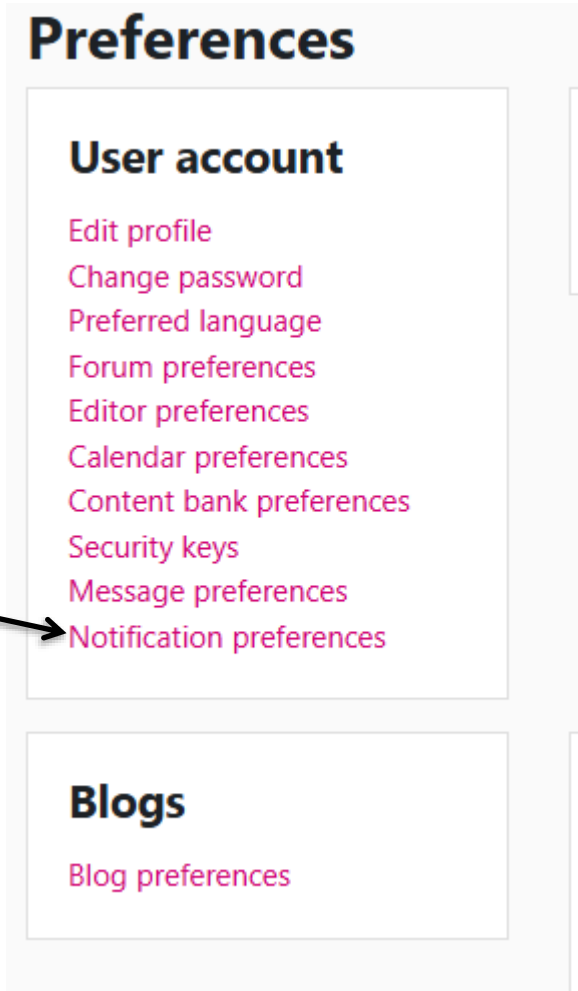 Preferences
User account
Edit profile
Change password
Preferred language
Forum preferences
Editor preferences
Calendar preferences
Content bank preferences
Security keys
Message preferences
Notification preferences
Blogs
Blog preferences